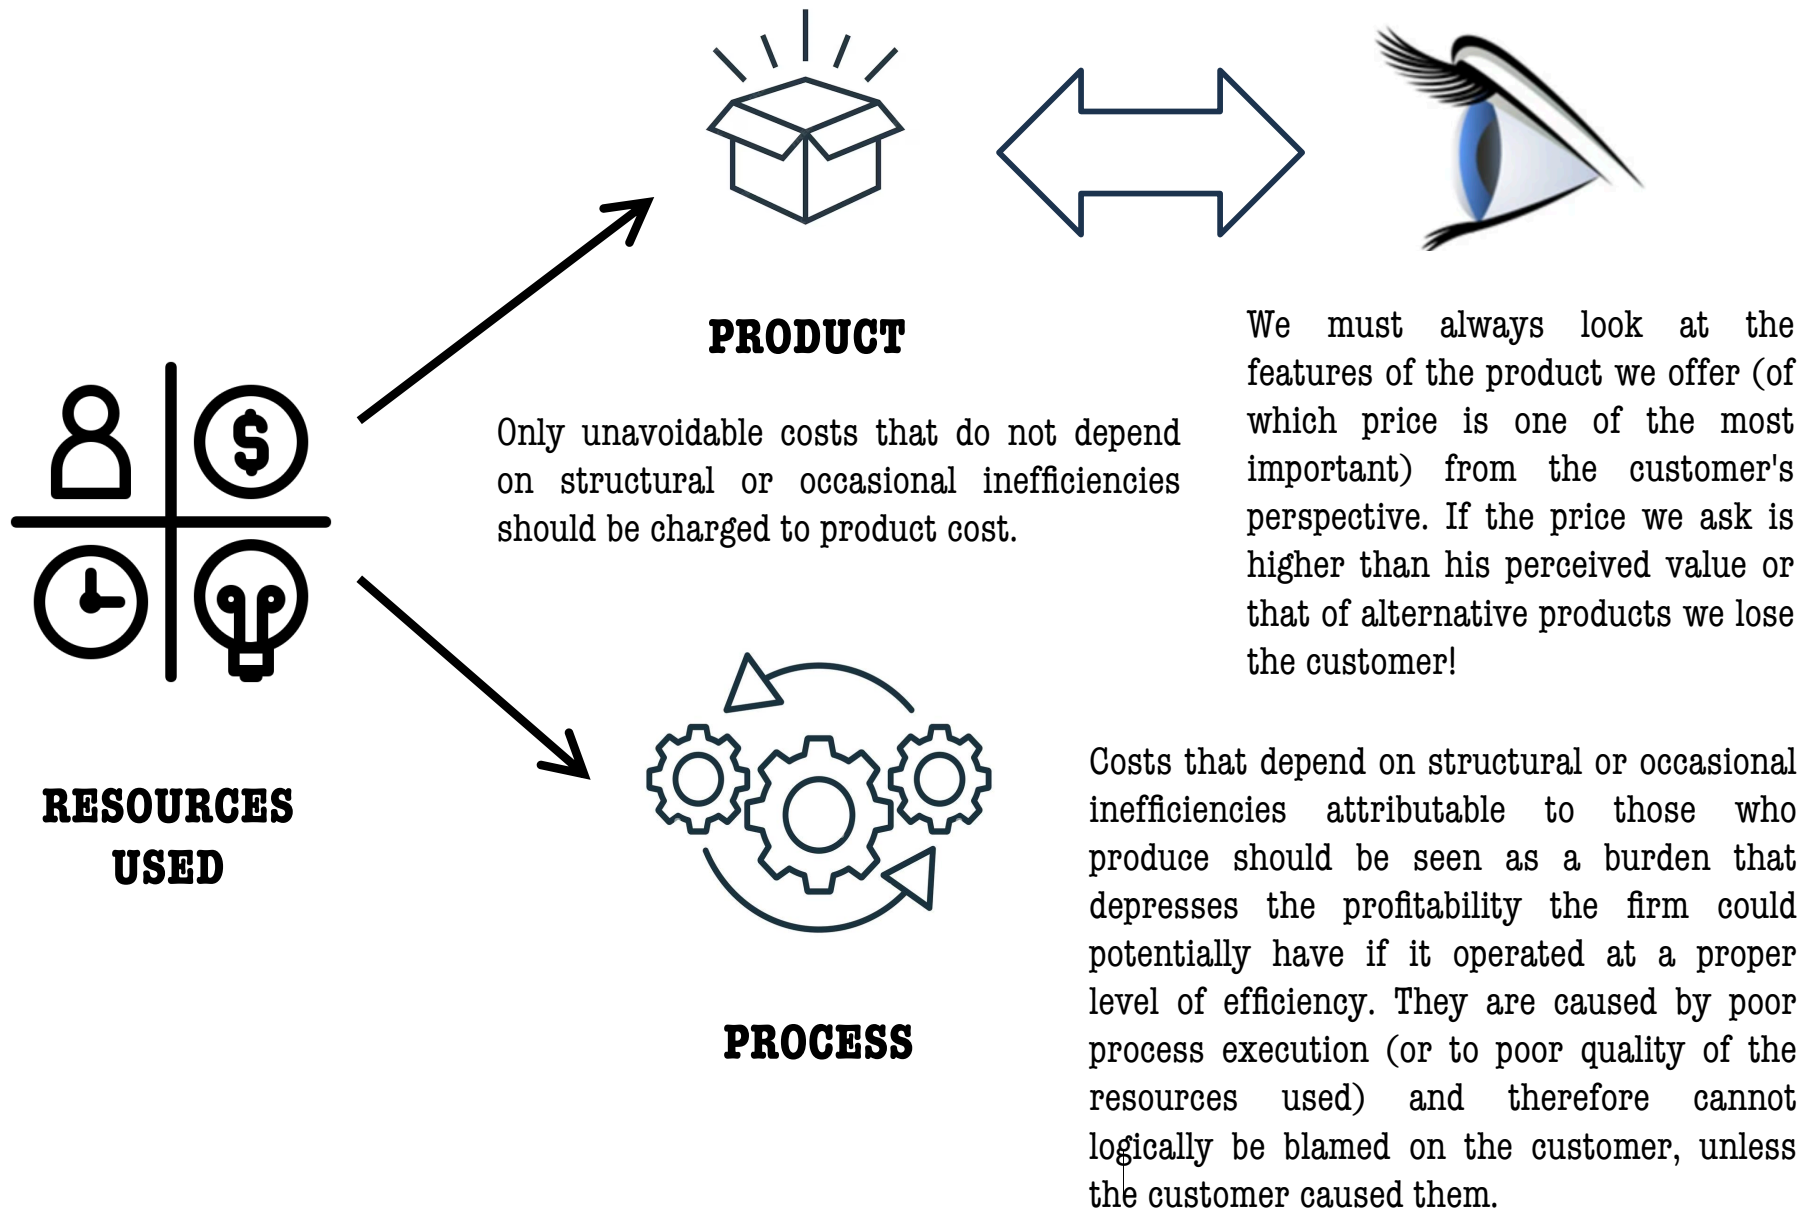 PRODUCT
Only unavoidable costs that do not depend
on structural or occasional inefficiencies
should be charged to product cost.
We must always look at the
features of the product we offer (of
which price is one of the most
important) from the customer's
perspective. If the price we ask is
higher than his perceived value or
that of alternative products we lose
the customer!
$
RESOURCES
USED
PROCESS
Costs that depend on structural or occasional
inefficiencies attributable to those who
produce should be seen as a burden that
depresses the profitability the firm could
potentially have if it operated at a proper
level of efficiency. They are caused by poor
process execution (or to poor quality of the
resources used) and therefore cannot
logically be blamed on the customer, unless
the customer caused them.